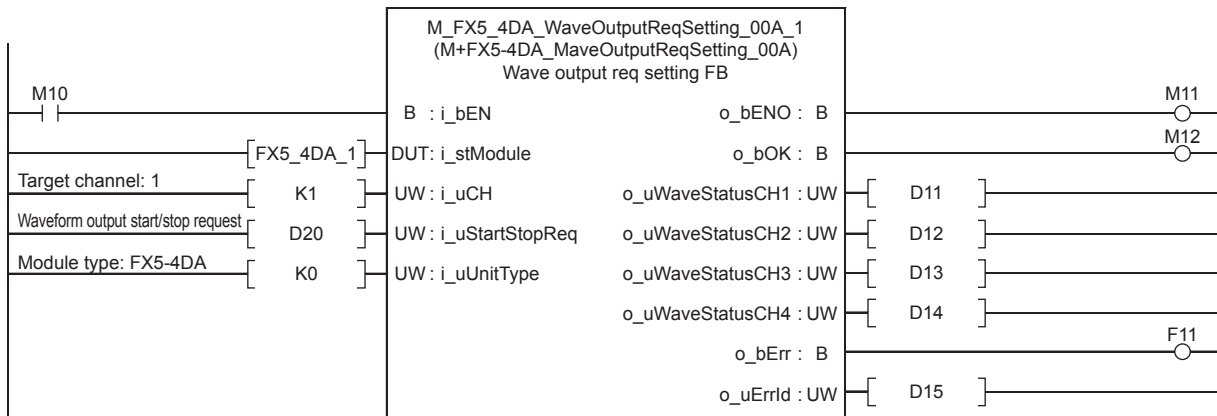 M_FX5_4DA_WaveOutputReqSetting_00A_1
(M+FX5-4DA_MaveOutputReqSetting_00A)
Wave output req setting FB
M10
B : i_bEN
o_bENO : B
M11
FX5_4DA_1
DUT: i_stModule
o_bOK : B
M12
Target channel: 1
K1
UW : i_uCH
o_uWaveStatusCH1 : UW
D11
Waveform output start/stop request
D20
UW : i_uStartStopReq
o_uWaveStatusCH2 : UW
D12
Module type: FX5-4DA
K0
UW : i_uUnitType
o_uWaveStatusCH3 : UW
D13
o_uWaveStatusCH4 : UW
D14
o_bErr : B
F11
o_uErrId : UW
D15